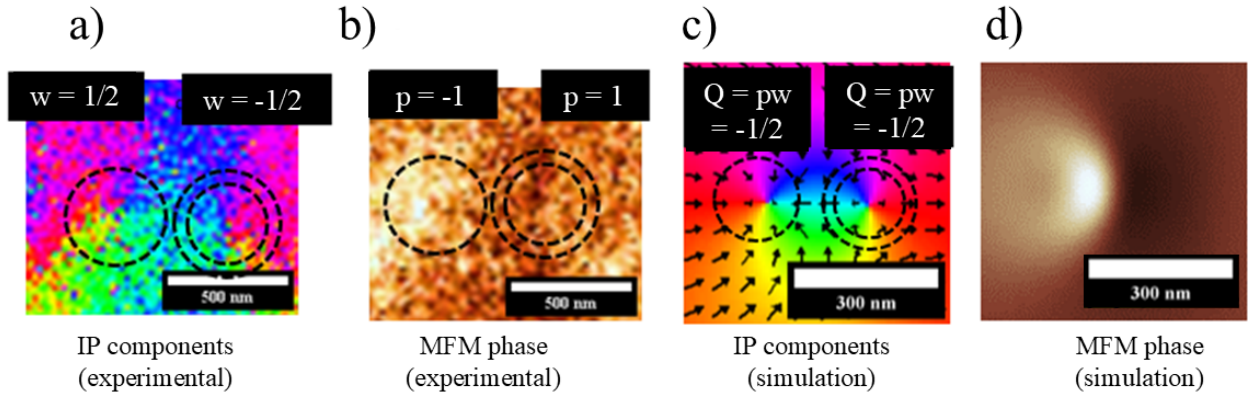 a)
b)
c)
d)
w = 1/2
w = -1/2
p = -1
p = 1
Q = pw
= -1/2
Q = pw
= -1/2
500 nm
500 nm
300 nm
300 nm
IP components
(experimental)
MFM phase
(experimental)
IP components
(simulation)
MFM phase
(simulation)